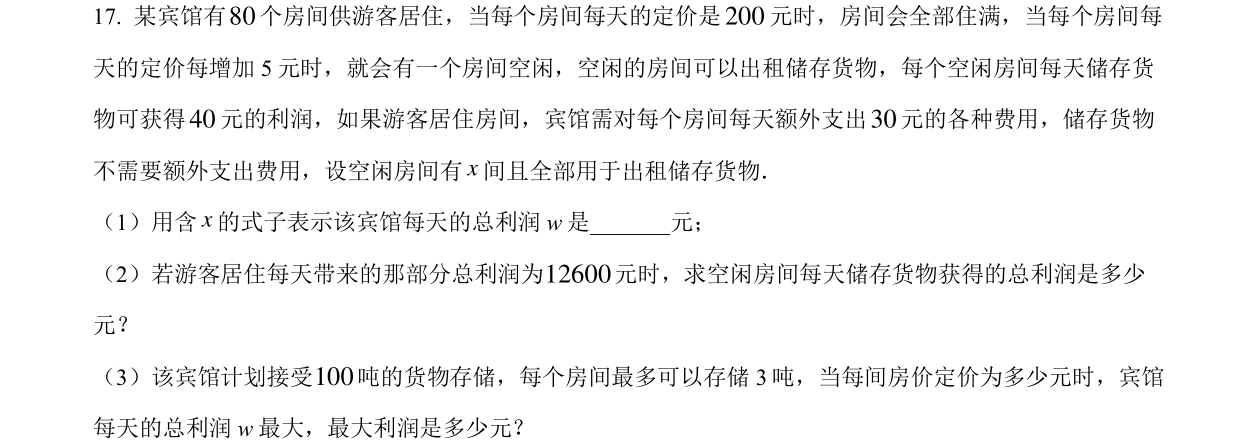 17. 某宾馆有80个房间供游客居住，当每个房间每天的定价是200元时，房间会全部住满，当每个房间每
天的定价每增加 5 元时，就会有一个房间空闲，空闲的房间可以出租储存货物，每个空闲房间每天储存货
物可获得40元的利润，如果游客居住房间，宾馆需对每个房间每天额外支出30元的各种费用，储存货物
不需要额外支出费用，设空闲房间有x间且全部用于出租储存货物．
（1）用含x的式子表示该宾馆每天的总利润 w 是_______元；
（2）若游客居住每天带来的那部分总利润为12600元时，求空闲房间每天储存货物获得的总利润是多少
元？
（3）该宾馆计划接受100吨的货物存储，每个房间最多可以存储 3 吨，当每间房价定价为多少元时，宾馆
每天的总利润 w 最大，最大利润是多少元？